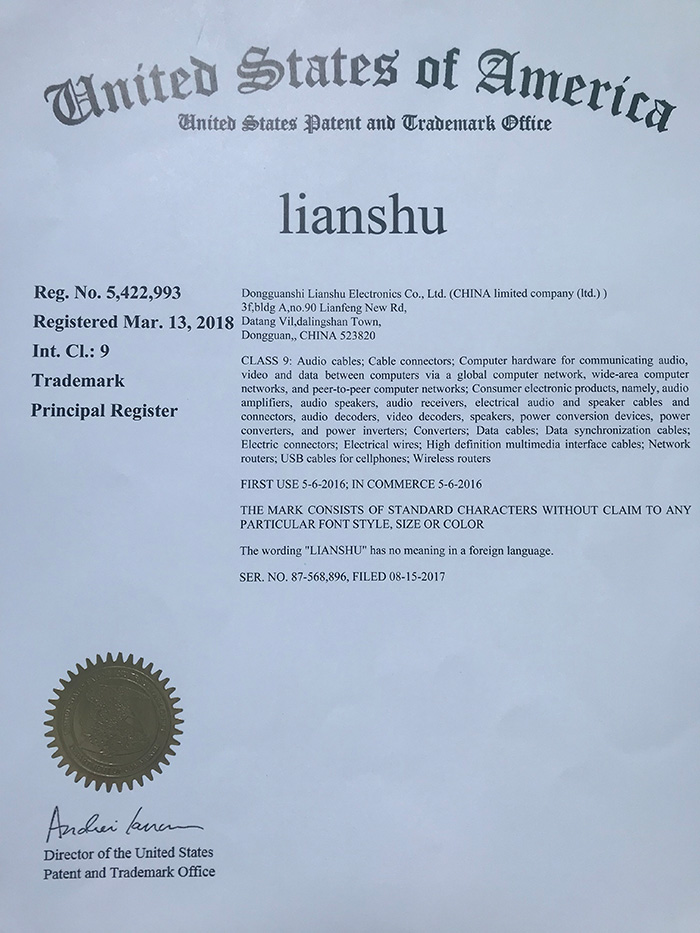 United States of America
United States Patent and Trademark Office
lianshu
Reg. No. 5,422,993
Registered Mar. 13, 2018
Int. Cl.: 9
Trademark
Principal Register
Dongguanshi Lianshu Electronics Co., Ltd. (CHINA limited company (ltd.) )
3f,bldg A,no.90 Lianfeng New Rd,
Datang Vil,dalingshan Town,
Dongguan,, CHINA 523820
CLASS 9: Audio cables; Cable connectors; Computer hardware for communicating audio,
video and data between computers via a global computer network, wide-area computer
networks, and peer-to-peer computer networks; Consumer electronic products, namely, audio
amplifiers, audio speakers, audio receivers, electrical audio and speaker cables and
connectors, audio decoders, video decoders, speakers, power conversion devices, power
converters, and power inverters; Converters; Data cables; Data synchronization cables;
Electric connectors; Electrical wires; High definition multimedia interface cables; Network
routers; USB cables for cellphones; Wireless routers
FIRST USE 5-6-2016; IN COMMERCE 5-6-2016
THE MARK CONSISTS OF STANDARD CHARACTERS WITHOUT CLAIM TO ANY
PARTICULAR FONT STYLE, SIZE OR COLOR
The wording "LIANSHU" has no meaning in a foreign language.
SER. NO. 87-568,896, FILED 08-15-2017
Director of the United States
Patent and Trademark Office